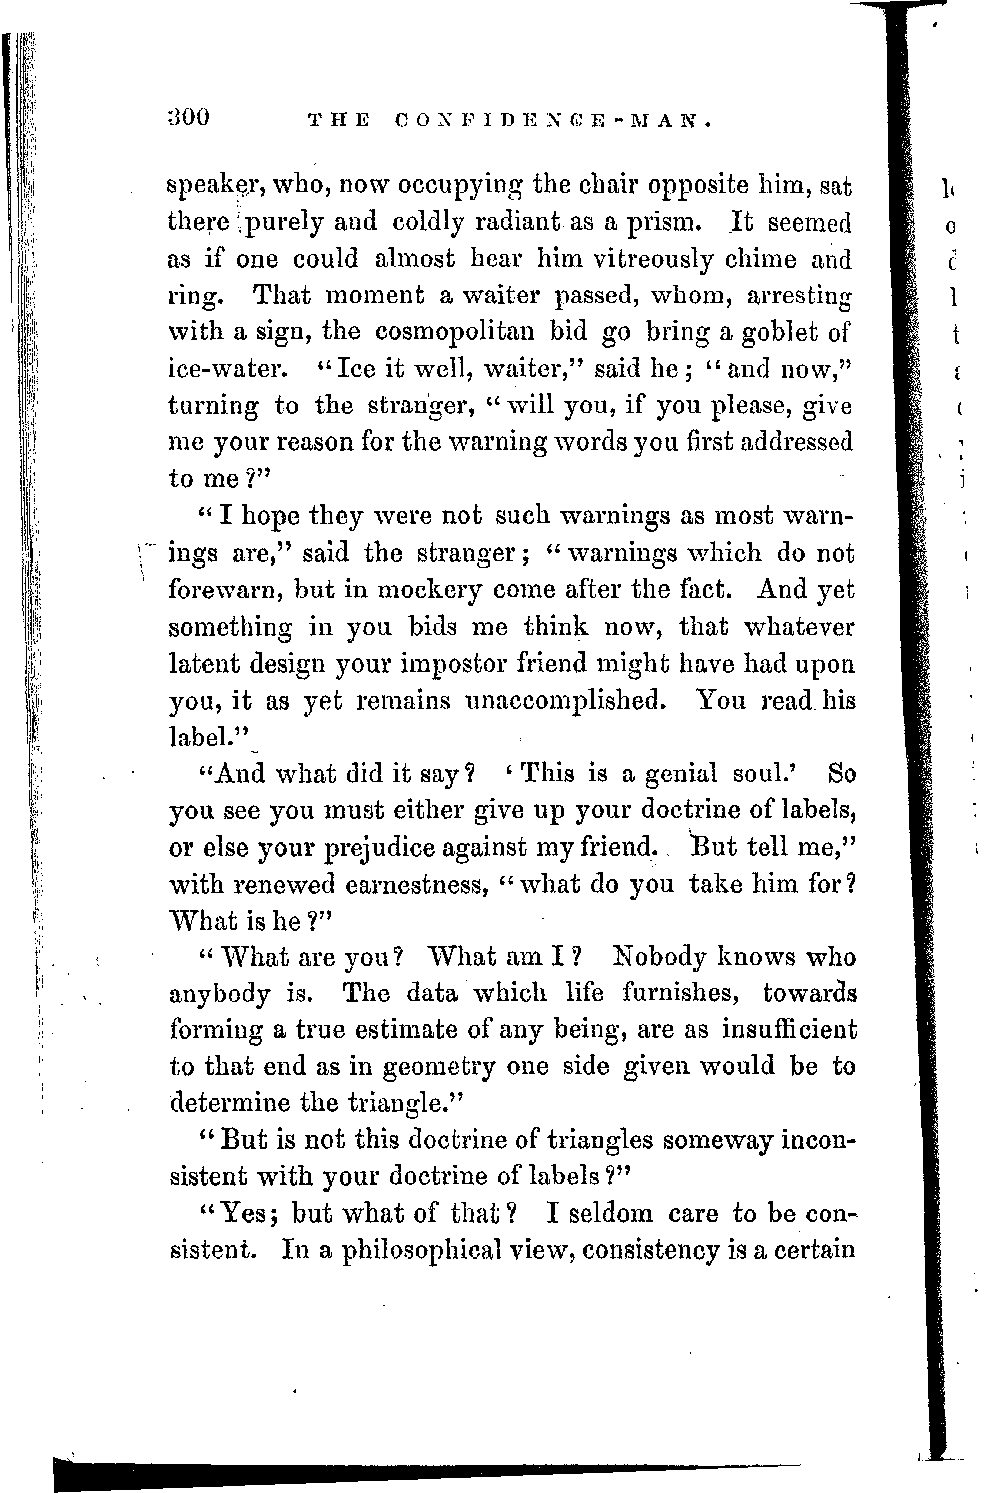 300 THE CONFIDENCE-MAN.
speaker, who, now occupying the chair opposite him, sat
there purely and coldly radiant as a prism. It seemed
as if one could almost hear him vitreously chime and
ring. That moment a waiter passed, whom, arresting
with a sign, the cosmopolitan bid go bring a goblet of
ice-water. “Ice it well, waiter,” said he; “and now,”
turning to the stranger, “will you, if you please, give
me your reason for the warning words you first addressed
to me?”
“I hope they were not such warnings as most warn-
ings are,” said the stranger; “warnings which do not
forewarn, but in mockery come after the fact. And yet
something in you bids me think now, that whatever
latent design your impostor friend might have had upon
you, it as yet remains unaccomplished. You read his
label.”
“And what did it say? ‘This is a genial soul.’ So
you see you must either give up your doctrine of labels,
or else your prejudice against my friend. But tell me,”
with renewed earnestness, “what do you take him for?
What is he?”
“What are you? What am I? Nobody knows who
anybody is. The data which life furnishes, towards
forming a true estimate of any being, are as insufficient
to that end as in geometry one side given would be to
determine the triangle.”
“But is not this doctrine of triangles someway incon-
sistent with your doctrine of labels?”
“Yes; but what of that? I seldom care to be con-
sistent. In a philosophical view, consistency is a certain